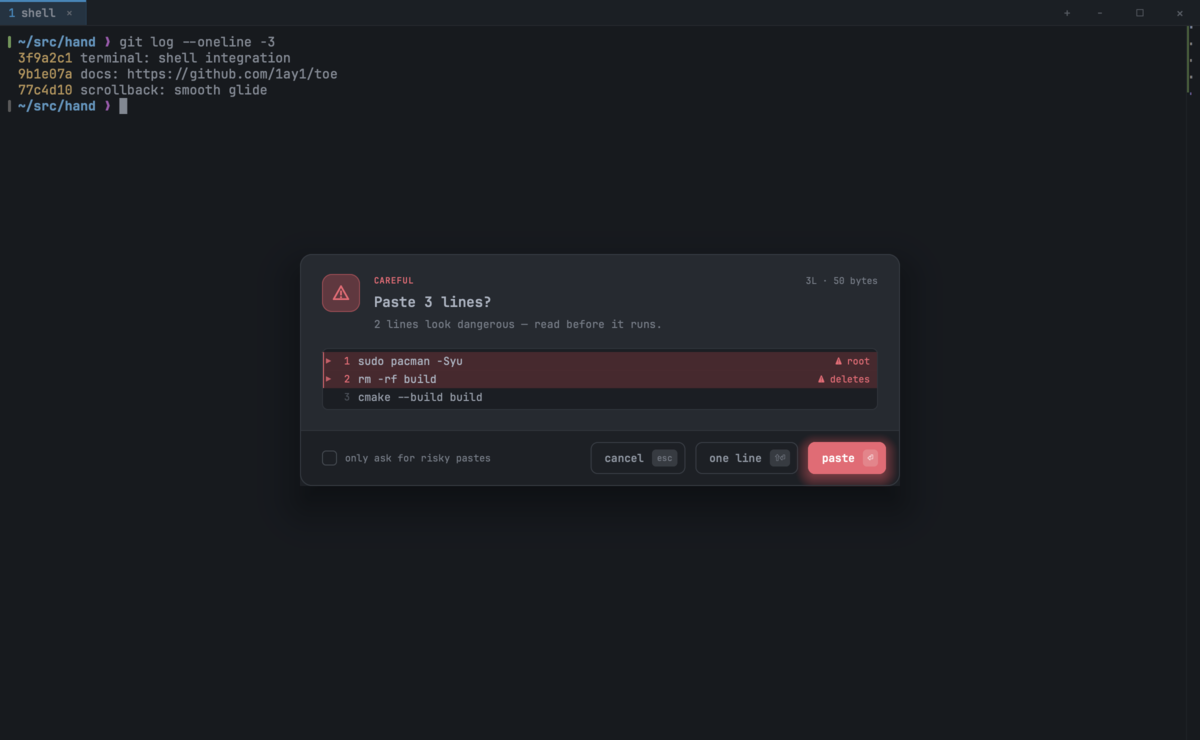 1 shell ×
+ - □ ×
~/src/hand ❯ git log --oneline -3
3f9a2c1 terminal: shell integration
9b1e07a docs: https://github.com/1ay1/toe
77c4d10 scrollback: smooth glide
~/src/hand ❯
CAREFUL
3L · 50 bytes
Paste 3 lines?
2 lines look dangerous — read before it runs.
▶ 1 sudo pacman -Syu ▲ root
▶ 2 rm -rf build ▲ deletes
3 cmake --build build
only ask for risky pastes
cancel esc
one line ⇧⏎
paste ⏎